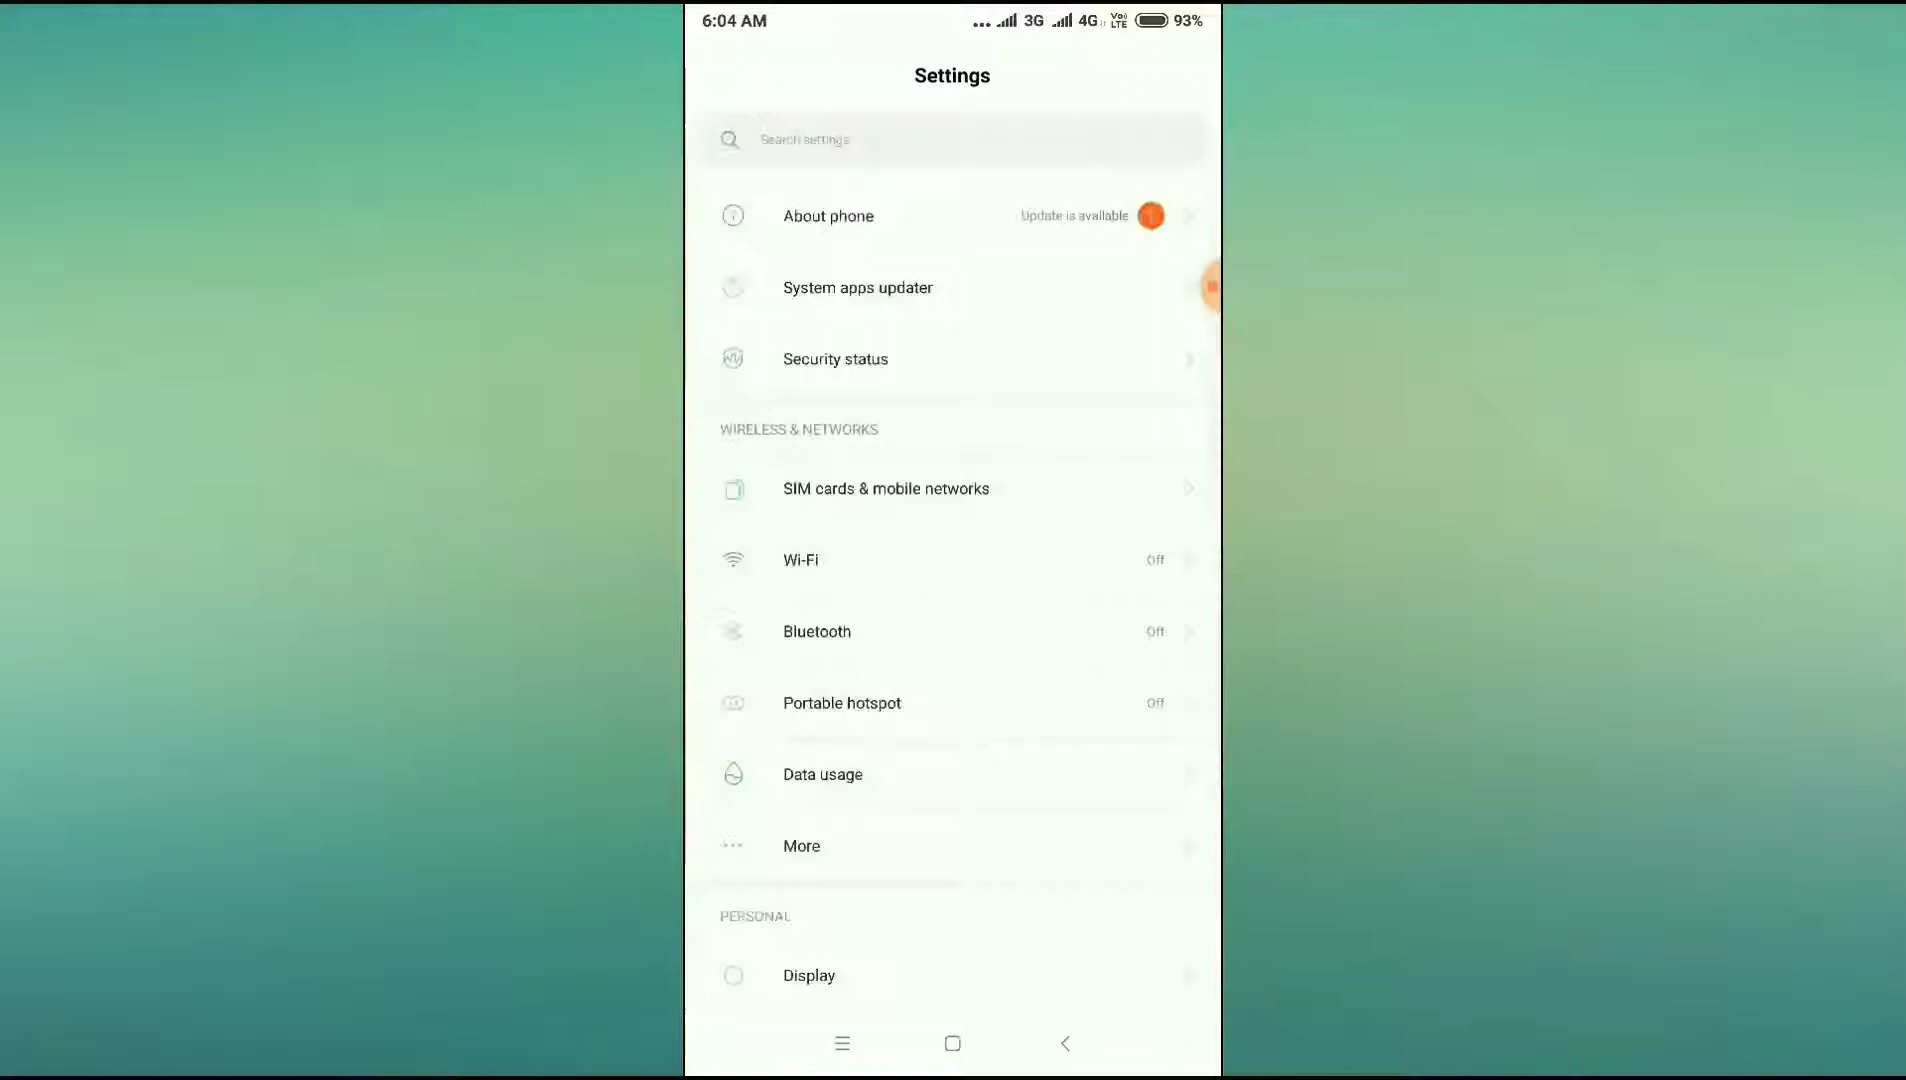 6:04 AM ... 3G 4G Vo) LTE 93%
Settings
Search settings
About phone Update is available
System apps updater
Security status
WIRELESS & NETWORKS
SIM cards & mobile networks
Wi-Fi Off
Bluetooth Off
Portable hotspot Off
Data usage
More
PERSONAL
Display